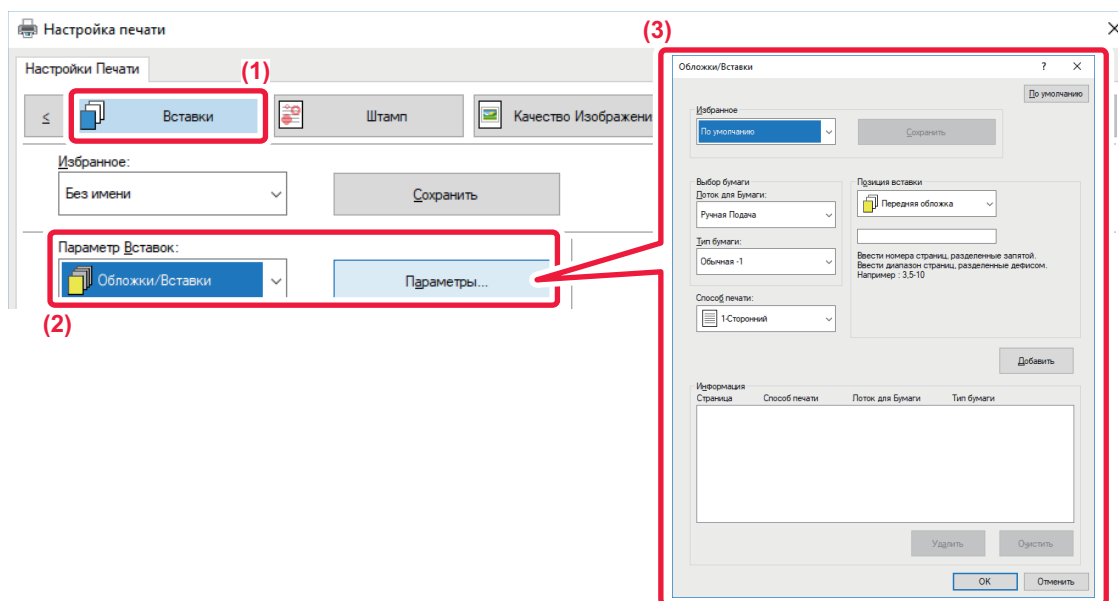 Настройка печати
(3)
Настройки Печати
(1)
≤
Вставки
Штамп
Качество Изображени
Избранное:
Без имени
Сохранить
Параметр Вставок:
Обложки/Вставки
Параметры...
(2)
Обложки/Вставки
?
По умолчанию
Избранное
По умолчанию
Сохранить
Выбор бумаги
Поток для Бумаги:
Ручная Подача
Тип бумаги:
Обычная -1
Способ печати:
1-Сторонний
Позиция вставки
Передняя обложка
Ввести номера страниц, разделенные запятой.
Ввести диапазон страниц, разделенные дефисом.
Например : 3,5-10
Добавить
Информация
Страница Способ печати Поток для Бумаги Тип бумаги
Удалить
Очистить
OK
Отменить